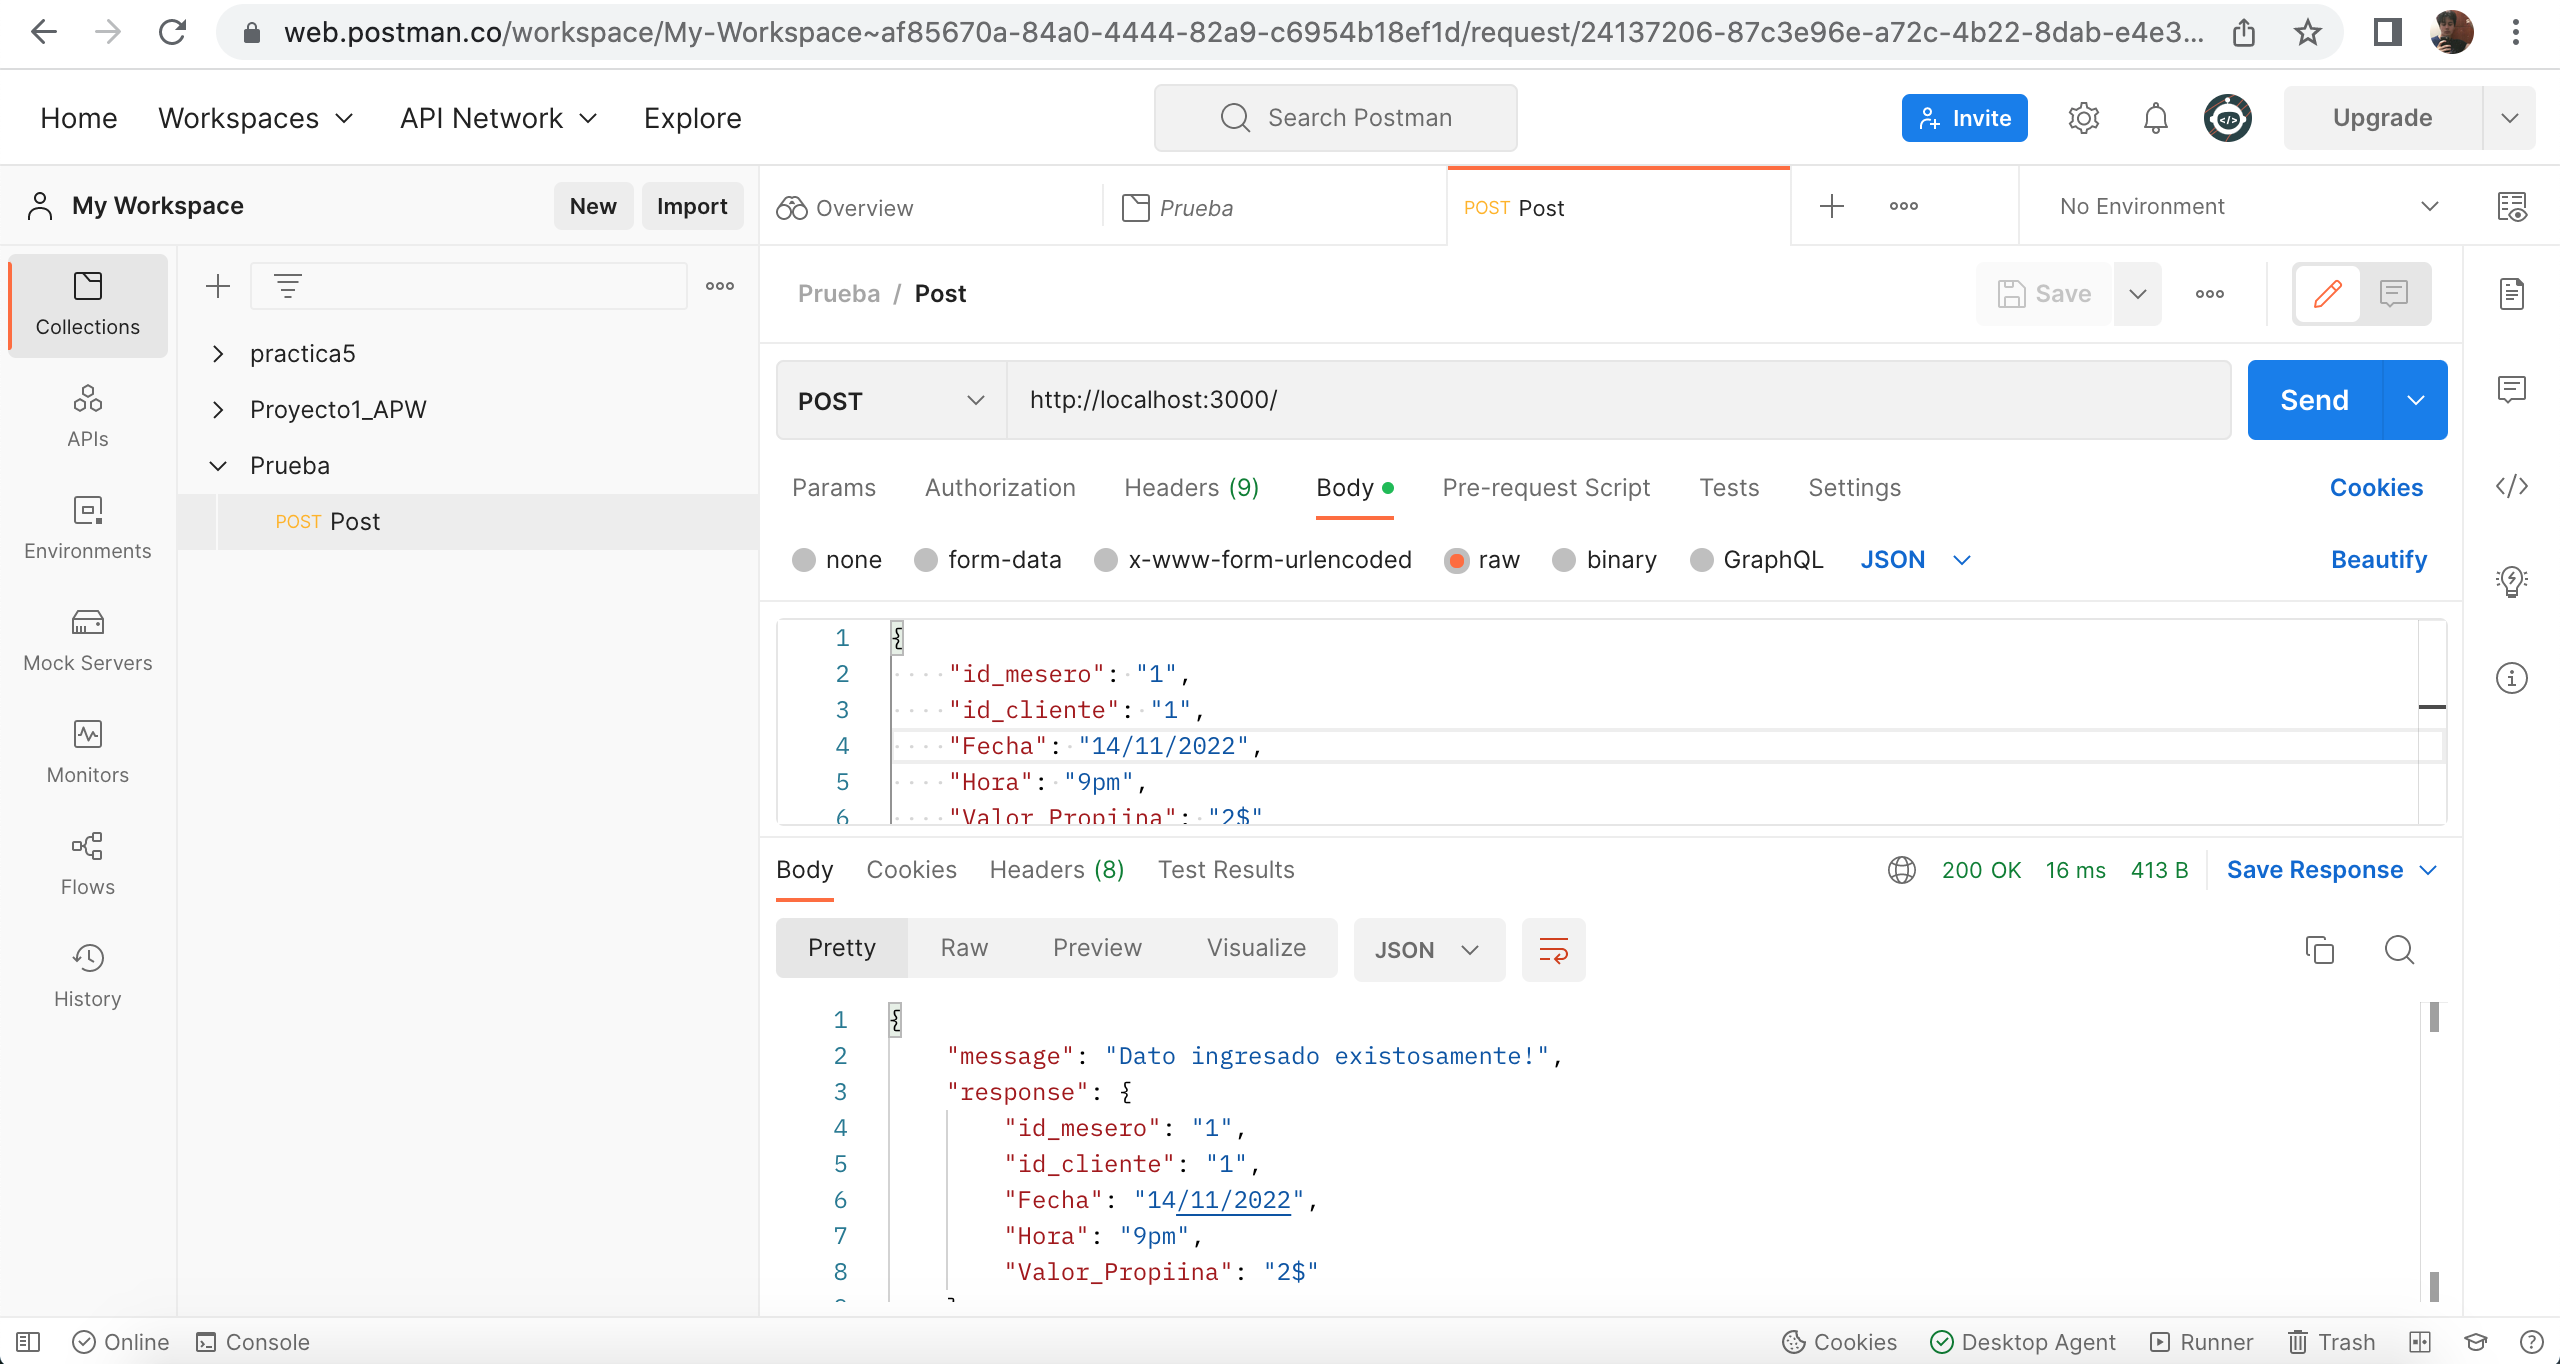 web.postman.co/workspace/My-Workspace~af85670a-84a0-4444-82a9-c6954b18ef1d/request/24137206-87c3e96e-a72c-4b22-8dab-e4e3...
Home Workspaces API Network Explore Search Postman Invite Upgrade
My Workspace New Import
Overview Prueba POST Post No Environment
Collections
APIs
Environments
Mock Servers
Monitors
Flows
History
practica5
Proyecto1_APW
Prueba
POST Post
Prueba / Post Save
POST http://localhost:3000/ Send
Params Authorization Headers (9) Body Pre-request Script Tests Settings Cookies
none form-data x-www-form-urlencoded raw binary GraphQL JSON Beautify
1 {
2 "id_mesero": "1",
3 "id_cliente": "1",
4 "Fecha": "14/11/2022",
5 "Hora": "9pm",
6 "Valor_Propiina": "2$"
Body Cookies Headers (8) Test Results 200 OK 16 ms 413 B Save Response
Pretty Raw Preview Visualize JSON
1 {
2 "message": "Dato ingresado existosamente!",
3 "response": {
4 "id_mesero": "1",
5 "id_cliente": "1",
6 "Fecha": "14/11/2022",
7 "Hora": "9pm",
8 "Valor_Propiina": "2$"
Online Console Cookies Desktop Agent Runner Trash